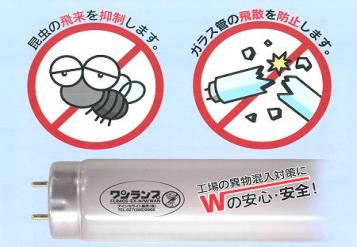 昆虫の飛来を抑制します。
ガラス管の飛散を防止します。
ワンランス
工場の異物混入対策に
Wの安心・安全!